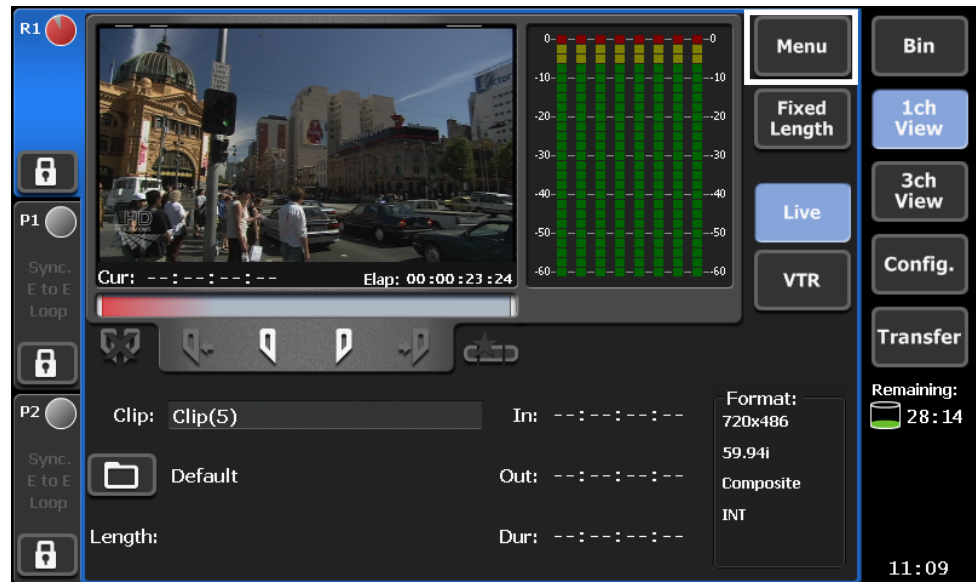 R1
P1
Sync.
E to E
Loop
P2
Sync.
E to E
Loop
HD
Cur: --:--:--:--
Elap: 00:00:23:24
0- -0
-10- --10
-20- --20
-30- --30
-40- --40
-50- --50
-60- --60
Menu
Fixed
Length
Live
VTR
Clip: Clip(5)
Default
Length:
In: --:--:--:--
Out: --:--:--:--
Dur: --:--:--:--
Format:
720x486
59.94i
Composite
INT
Bin
1ch
View
3ch
View
Config.
Transfer
Remaining:
28:14
11:09